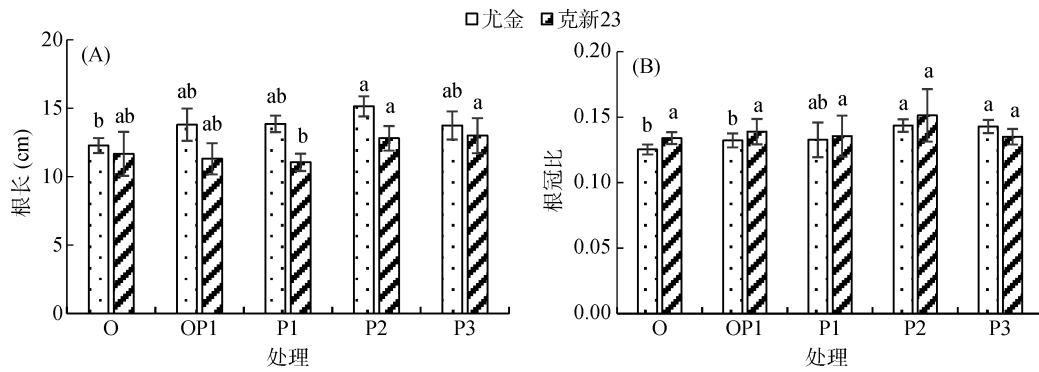 尤金 克新23
(A)
20
15
10
5
0
根长 (cm)
b ab ab ab ab b a a ab a
O OP1 P1 P2 P3
处理
(B)
0.20
0.15
0.10
0.05
0.00
根冠比
b a b a ab a a a a a
O OP1 P1 P2 P3
处理